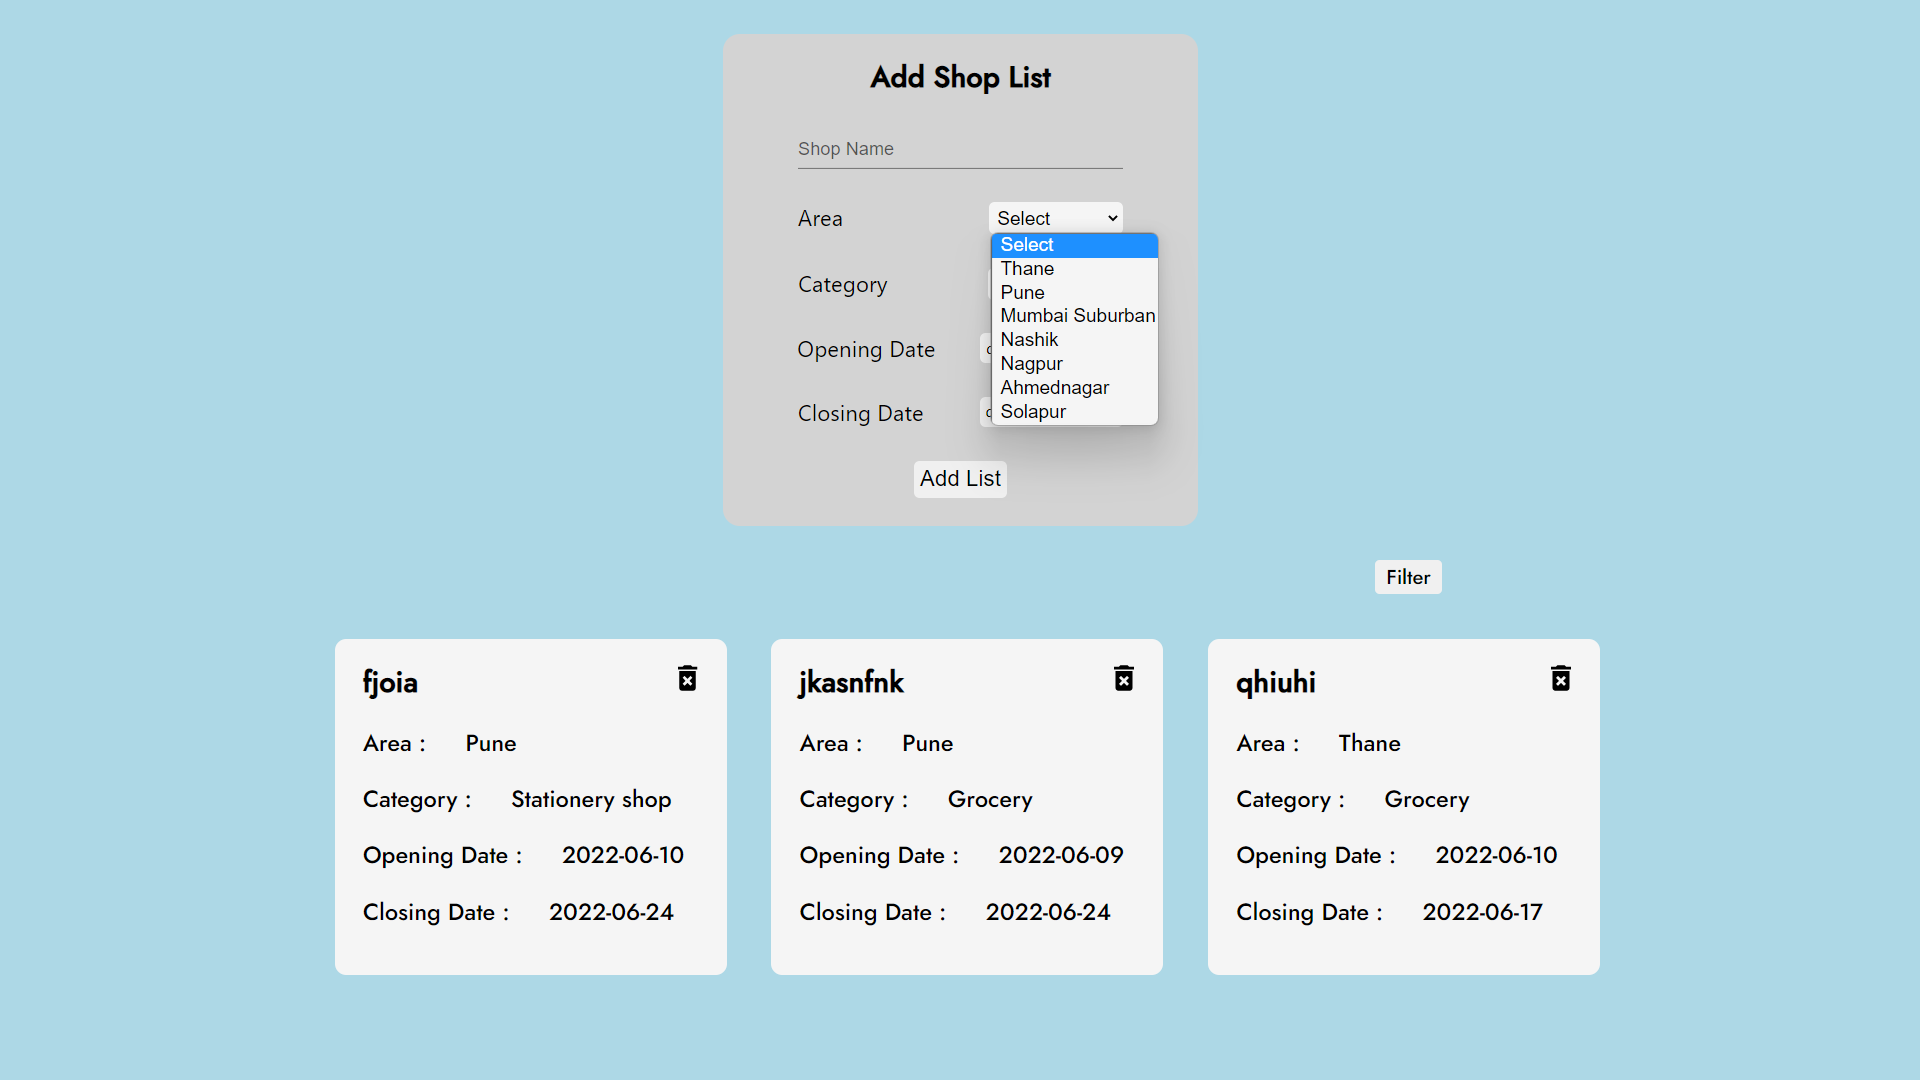 Add Shop List
Shop Name
Area Select
Select
Thane
Category
Pune
Mumbai Suburban
Nashik
Opening Date
Nagpur
Ahmednagar
Closing Date
Solapur
Add List
Filter
fjoia
Area : Pune
Category : Stationery shop
Opening Date : 2022-06-10
Closing Date : 2022-06-24
jkasnfnk
Area : Pune
Category : Grocery
Opening Date : 2022-06-09
Closing Date : 2022-06-24
qhiuhi
Area : Thane
Category : Grocery
Opening Date : 2022-06-10
Closing Date : 2022-06-17